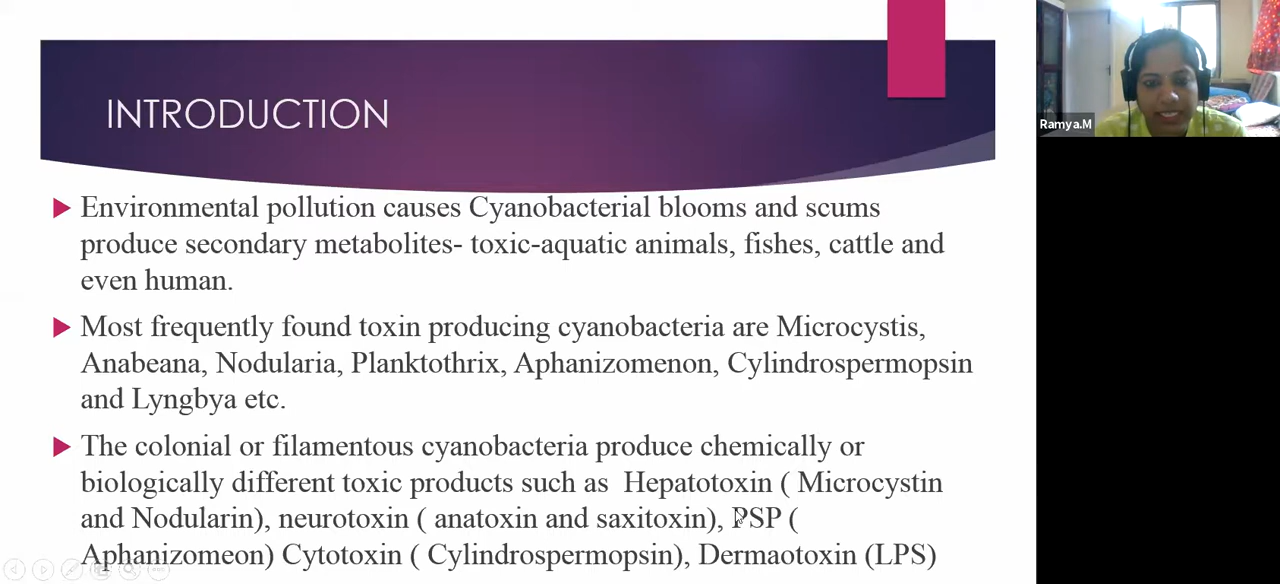 INTRODUCTION
Environmental pollution causes Cyanobacterial blooms and scums
produce secondary metabolites- toxic-aquatic animals, fishes, cattle and
even human.
Most frequently found toxin producing cyanobacteria are Microcystis,
Anabeana, Nodularia, Planktothrix, Aphanizomenon, Cylindrospermopsin
and Lyngbya etc.
The colonial or filamentous cyanobacteria produce chemically or
biologically different toxic products such as  Hepatotoxin ( Microcystin
and Nodularin), neurotoxin ( anatoxin and saxitoxin), PSP (
Aphanizomeon) Cytotoxin ( Cylindrospermopsin), Dermaotoxin (LPS)
Ramya.M